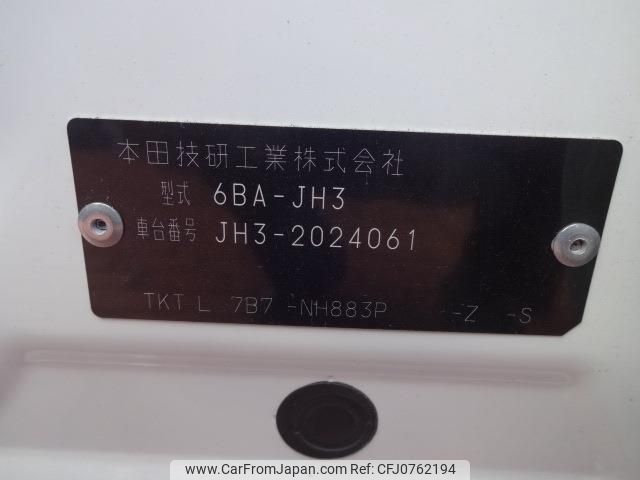 本田技研工業株式会社
型式 6BA-JH3
車台番号 JH3-2024061
TKT L 7B7 -NH883P -Z -S
www.CarFromJapan.com - CFJ0762194